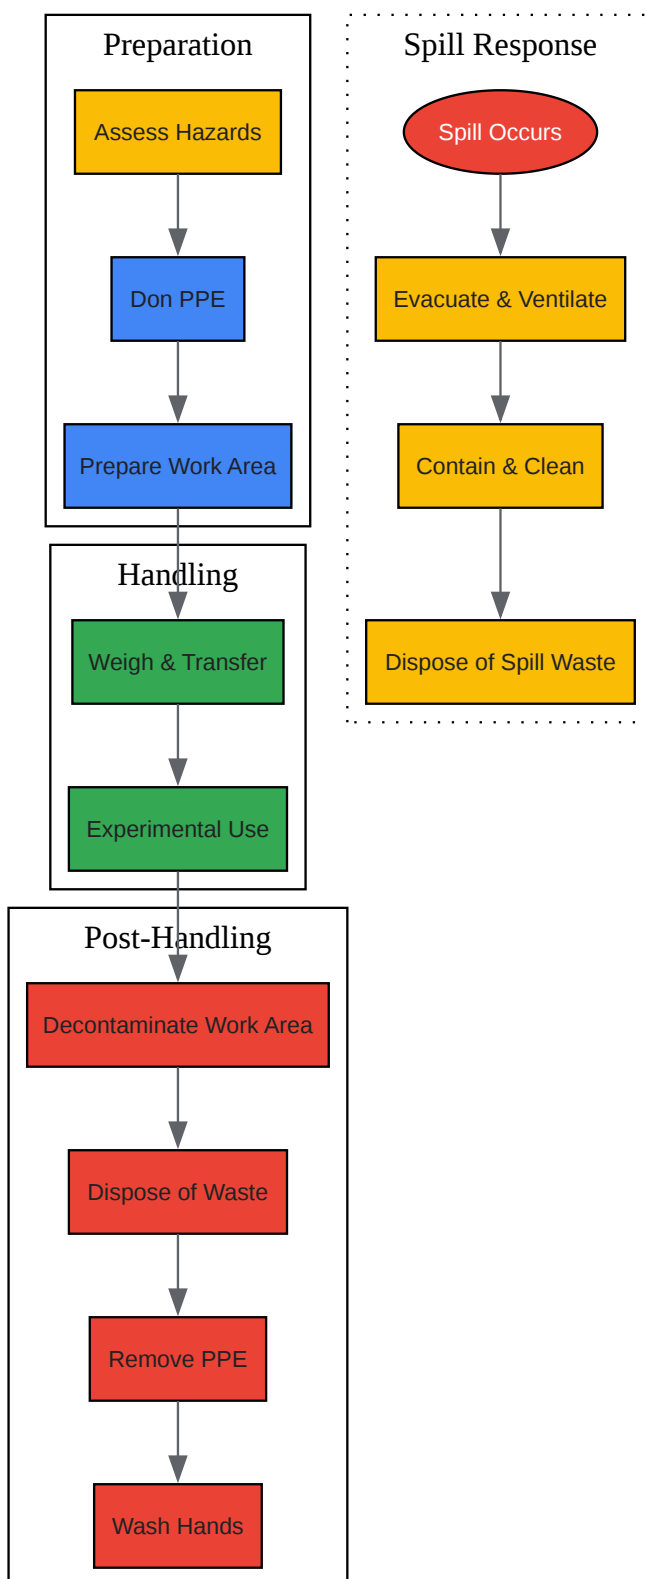 Preparation
Assess Hazards
Don PPE
Prepare Work Area
Handling
Weigh & Transfer
Experimental Use
Post-Handling
Decontaminate Work Area
Dispose of Waste
Remove PPE
Wash Hands
Spill Response
Spill Occurs
Evacuate & Ventilate
Contain & Clean
Dispose of Spill Waste